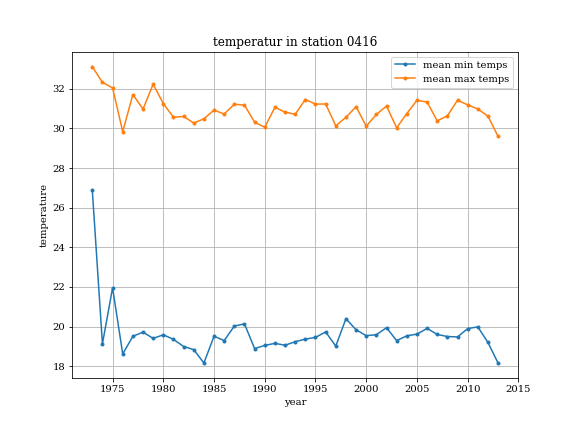 temperatur in station 0416
mean min temps
mean max temps
32
30
28
26
24
22
20
18
temperature
1975 1980 1985 1990 1995 2000 2005 2010 2015
year